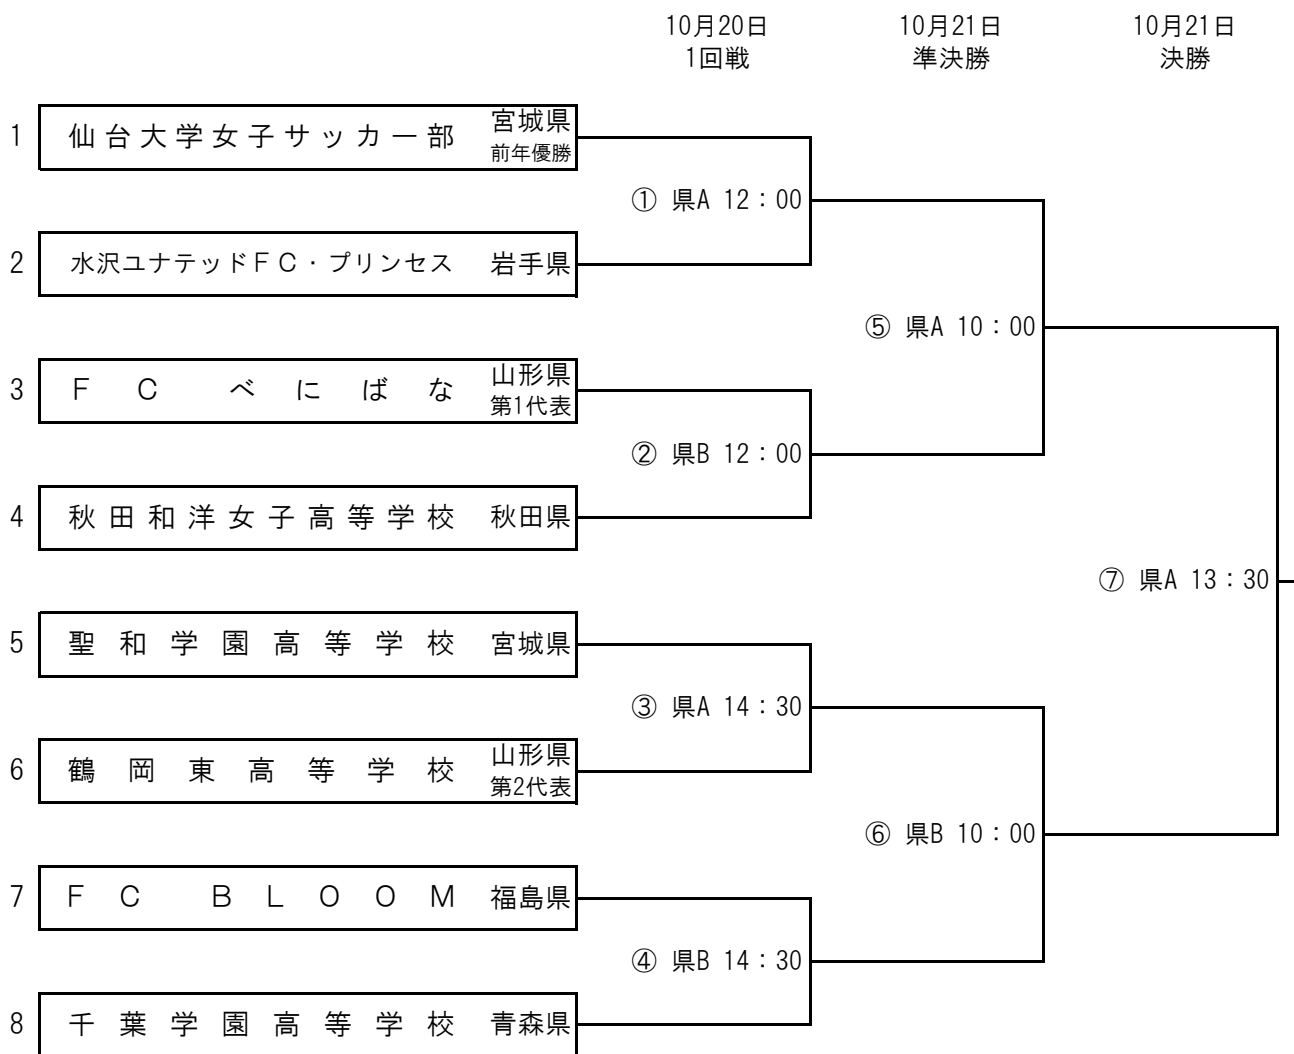 10月20日 10月21日 10月21日
1回戦 準決勝 決勝
1 仙台大学女子サッカー部 宮城県
前年優勝
① 県A 12：00
2 水沢ユナテッドＦＣ・プリンセス 岩手県
⑤ 県A 10：00
3 ＦＣ べにばな 山形県
第1代表
② 県B 12：00
4 秋田和洋女子高等学校 秋田県
⑦ 県A 13：30
5 聖和学園高等学校 宮城県
③ 県A 14：30
6 鶴岡東高等学校 山形県
第2代表
⑥ 県B 10：00
7 ＦＣ ＢＬＯＯＭ 福島県
④ 県B 14：30
8 千葉学園高等学校 青森県